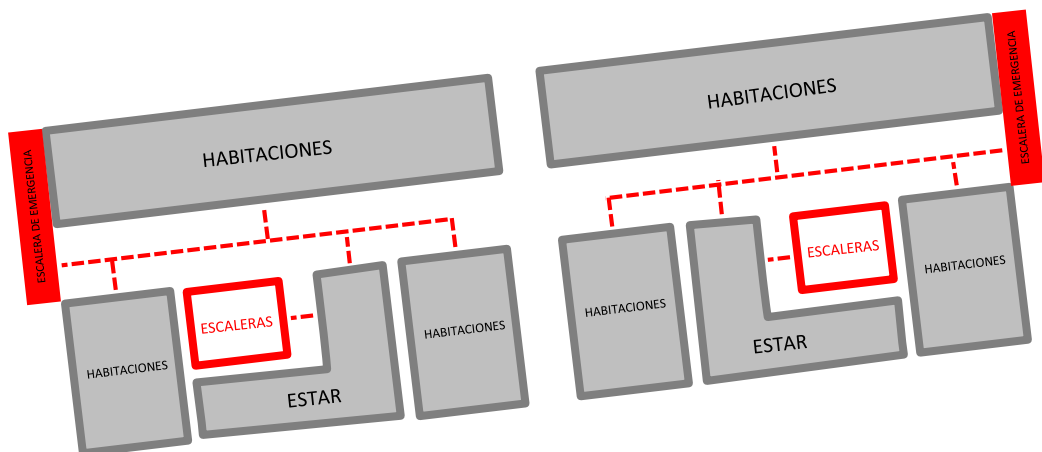 HABITACIONES
ESCALERA DE EMERGENCIA
ESCALERAS
HABITACIONES
HABITACIONES
ESTAR
HABITACIONES
ESCALERA DE EMERGENCIA
ESCALERAS
HABITACIONES
HABITACIONES
ESTAR